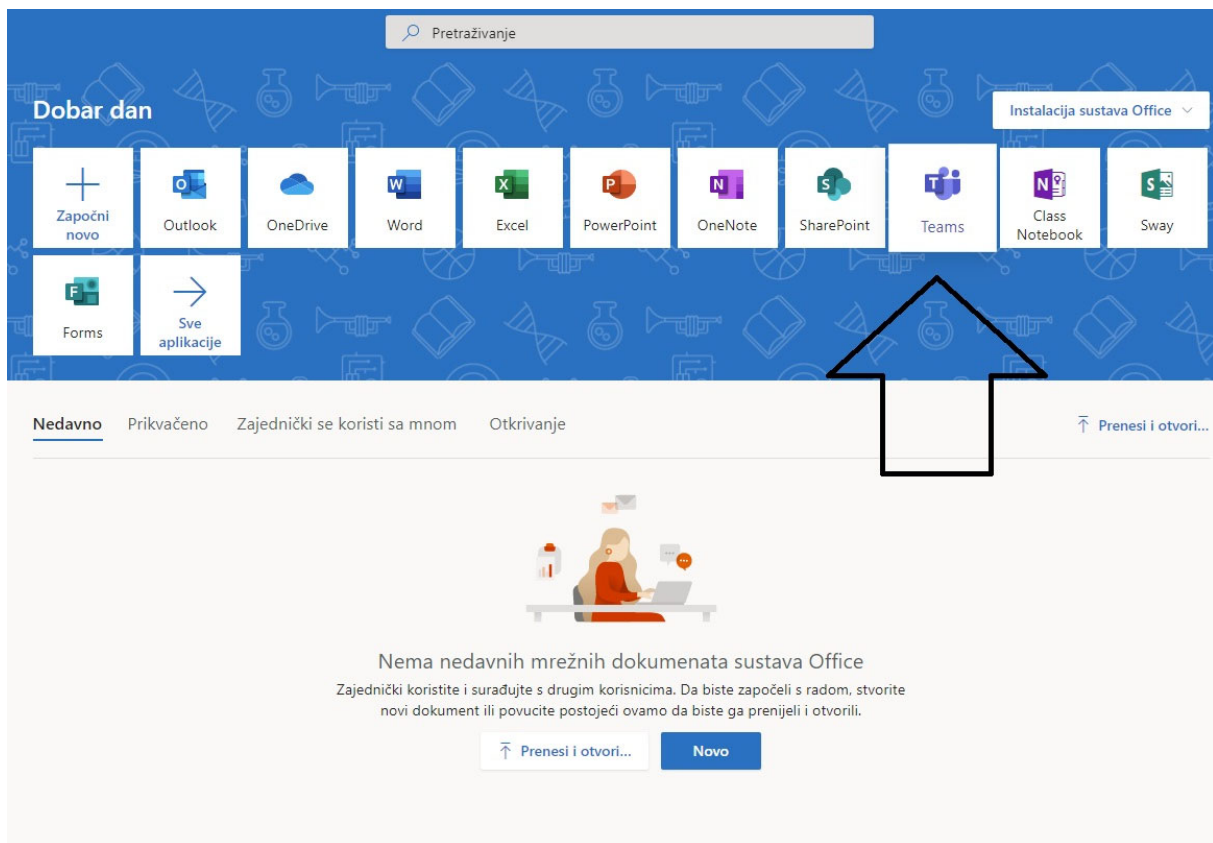 Pretraživanje
Dobar dan
Instalacija sustava Office
Započni
novo
Outlook
OneDrive
Word
Excel
PowerPoint
OneNote
SharePoint
Teams
Class
Notebook
Sway
Forms
Sve
aplikacije
Nedavno
Prikvačeno
Zajednički se koristi sa mnom
Otkrivanje
Prenesi i otvori...
Nema nedavnih mrežnih dokumenata sustava Office
Zajednički koristite i surađujte s drugim korisnicima. Da biste započeli s radom, stvorite
novi dokument ili povucite postojeći ovamo da biste ga prenijeli i otvorili.
Prenesi i otvori...
Novo